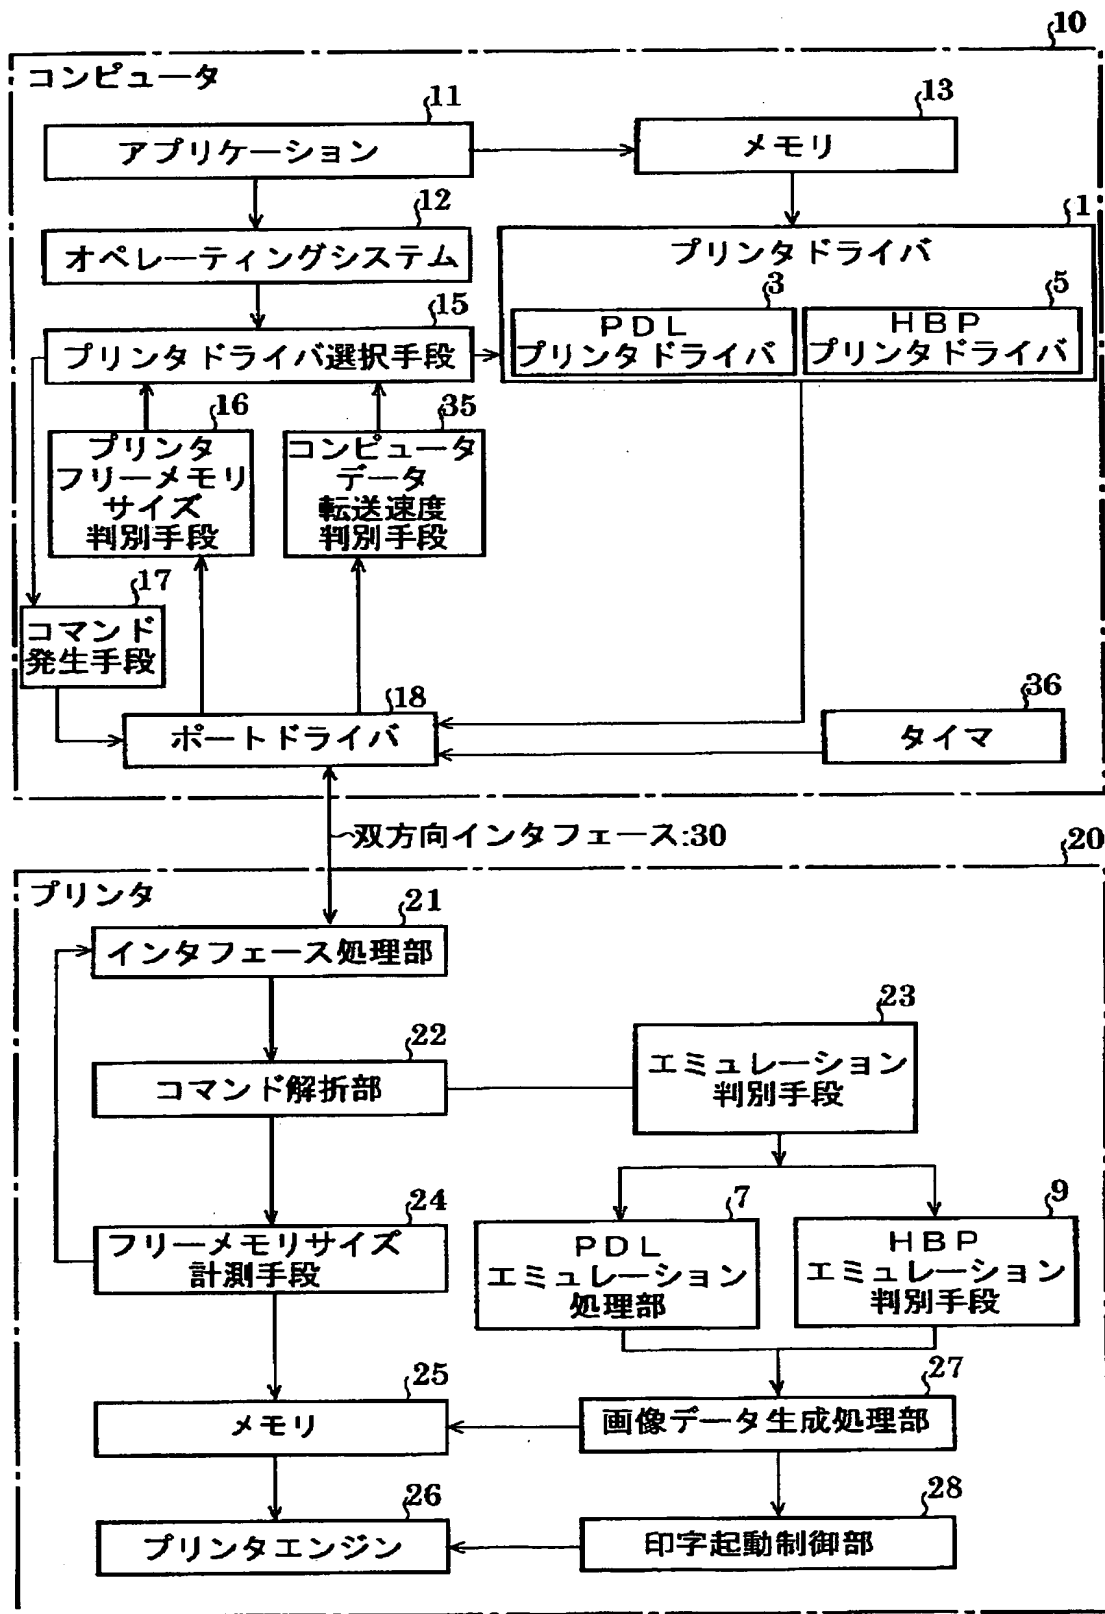 10
コンピュータ
11
アプリケーション
13
メモリ
12
オペレーティングシステム
1
プリンタドライバ
3
PDL
プリンタドライバ
5
HBP
プリンタドライバ
15
プリンタドライバ選択手段
16
プリンタ
フリーメモリ
サイズ
判別手段
35
コンピュータ
データ
転送速度
判別手段
17
コマンド
発生手段
18
ポートドライバ
36
タイマ
双方向インタフェース:30
20
プリンタ
21
インタフェース処理部
22
コマンド解折部
23
エミュレーション
判別手段
24
フリーメモリサイズ
計測手段
7
PDL
エミュレーション
処理部
9
HBP
エミュレーション
判別手段
25
メモリ
27
画像データ生成処理部
26
プリンタエンジン
28
印字起動制御部